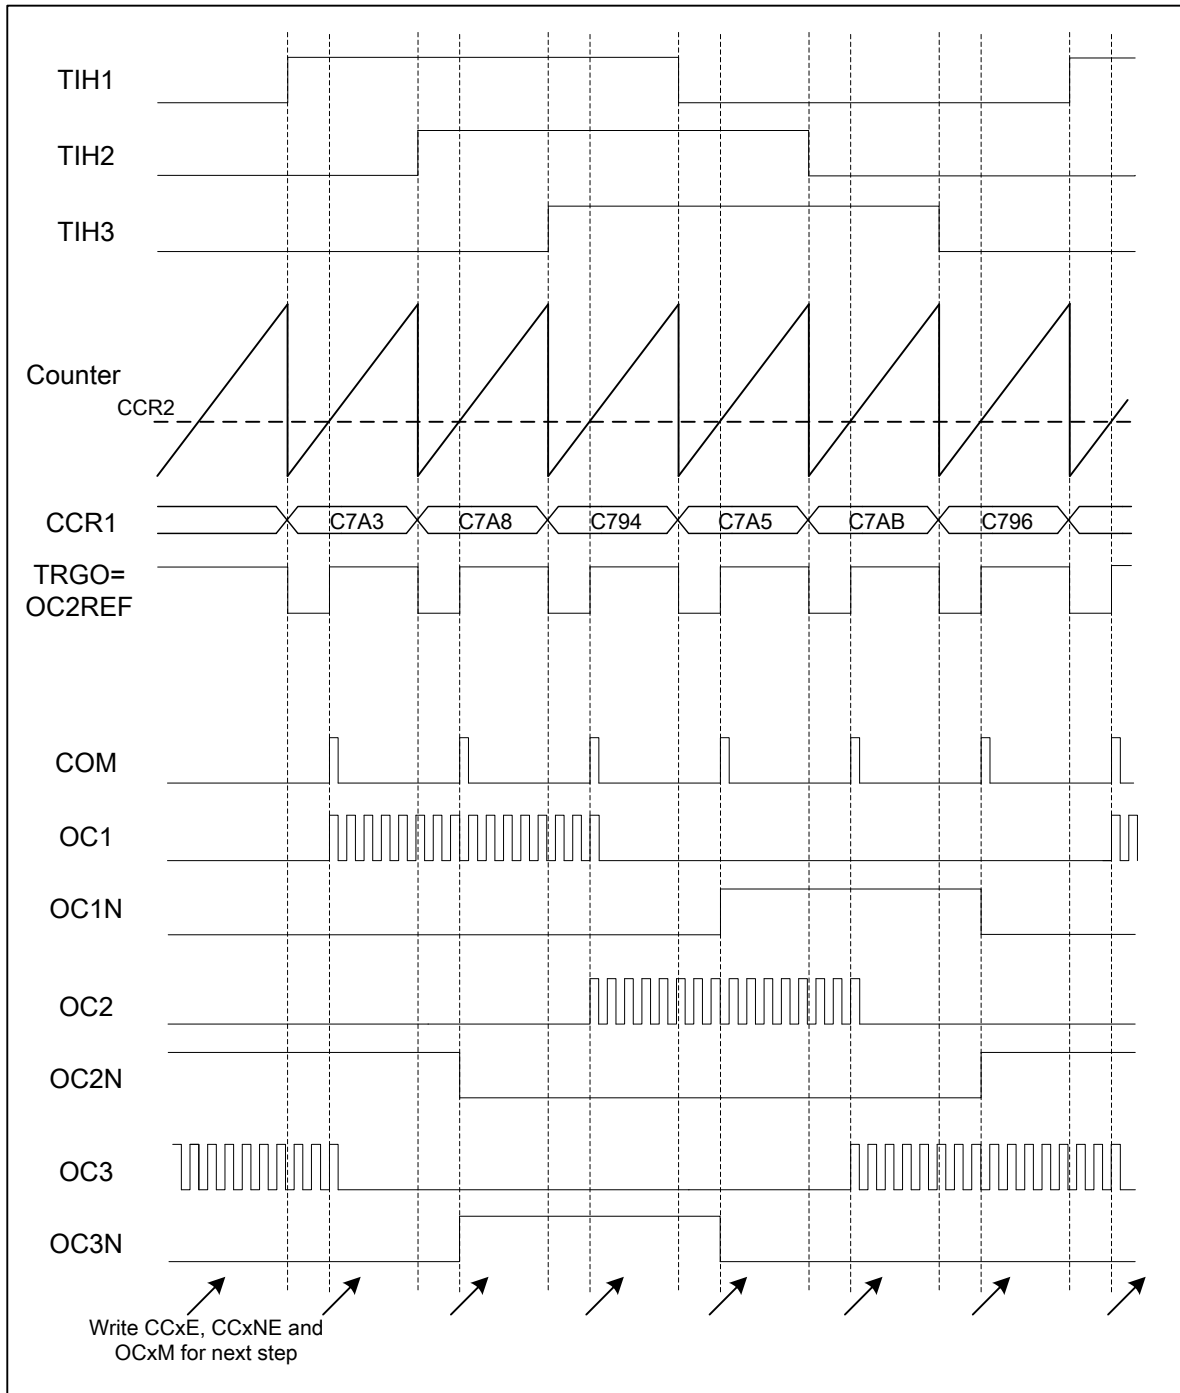 TIH1
TIH2
TIH3
Counter
CCR2
CCR1
C7A3 C7A8 C794 C7A5 C7AB C796
TRGO=
OC2REF
COM
OC1
OC1N
OC2
OC2N
OC3
OC3N
Write CCxE, CCxNE and
OCxM for next step